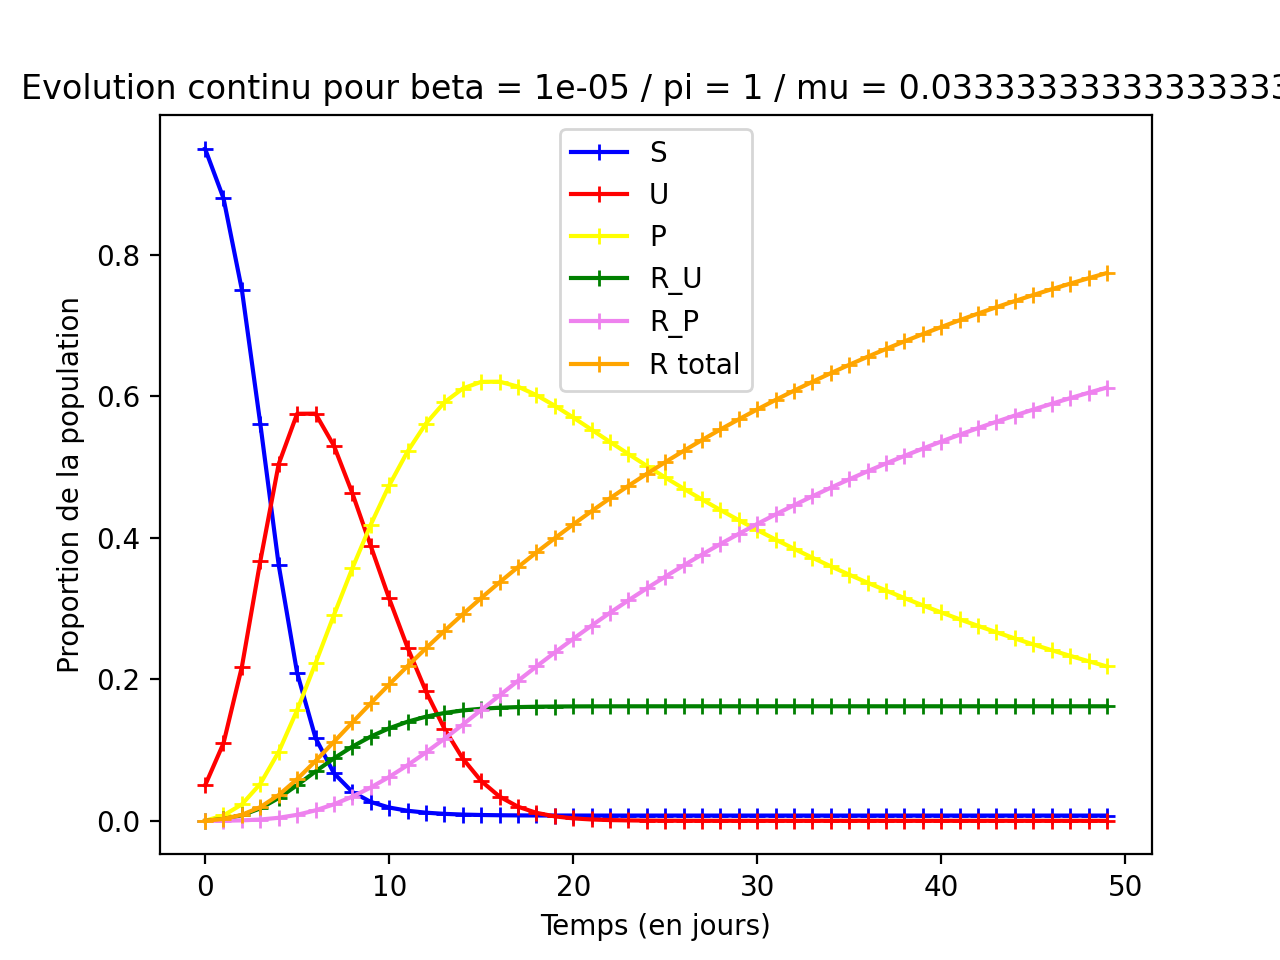 Evolution continu pour beta = 1e-05 / pi = 1 / mu = 0.0333333333333333
S
U
P
R_U
R_P
R total
Proportion de la population
0.8
0.6
0.4
0.2
0.0
0 10 20 30 40 50
Temps (en jours)